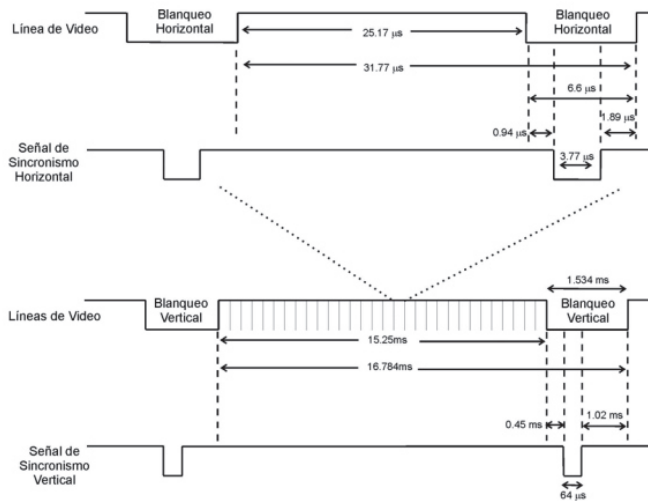 Línea de Video
Blanqueo
Horizontal
25.17 μs
Blanqueo
Horizontal
31.77 μs
6.6 μs
1.89 μs
0.94 μs
Señal de
Sincronismo
Horizontal
3.77 μs
1.534 ms
Líneas de Video
Blanqueo
Vertical
Blanqueo
Vertical
15.25ms
16.784ms
0.45 ms
1.02 ms
Señal de
Sincronismo
Vertical
64 μs